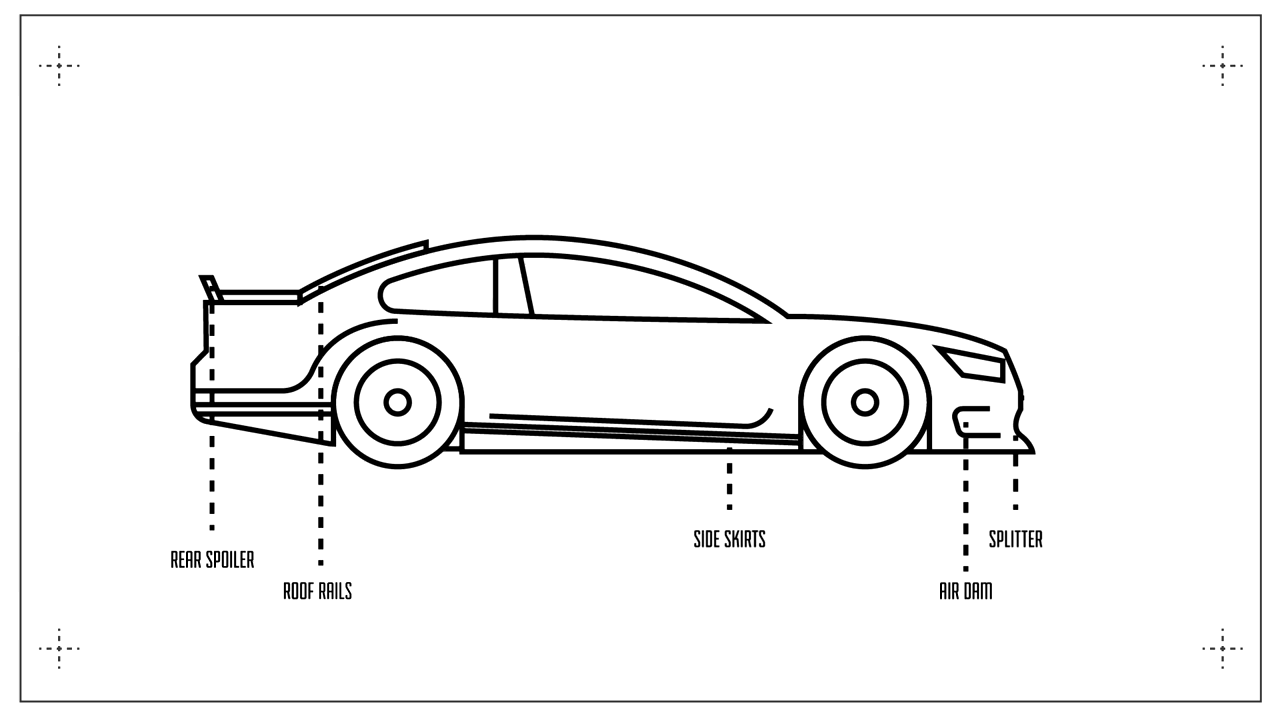 SIDE SKIRTS
SPLITTER
REAR SPOILER
ROOF RAILS
AIR DAM